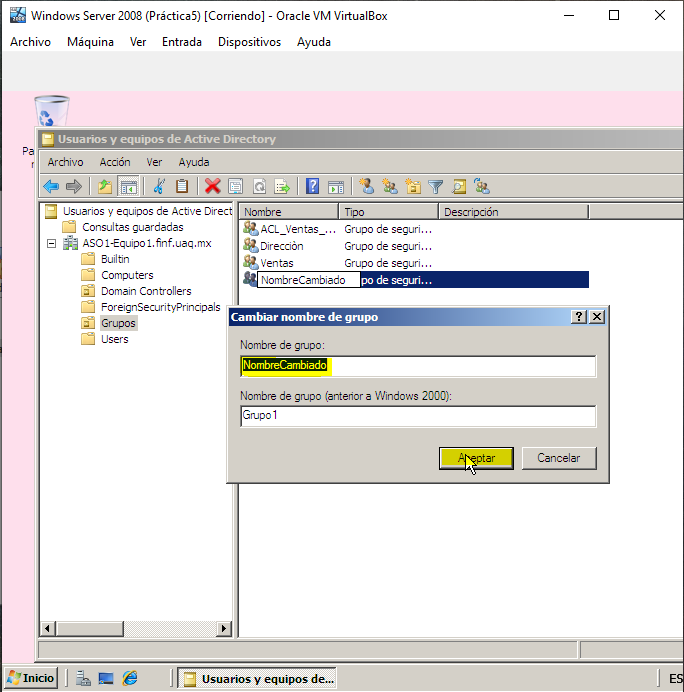 Windows Server 2008 (Práctica5) [Corriendo] - Oracle VM VirtualBox
Archivo Máquina Ver Entrada Dispositivos Ayuda
Usuarios y equipos de Active Directory
Archivo Acción Ver Ayuda
Usuarios y equipos de Active Direct
Consultas guardadas
ASO1-Equipo1.finf.uaq.mx
Builtin
Computers
Domain Controllers
ForeignSecurityPrincipals
Grupos
Users
Nombre Tipo Descripción
ACL_Ventas_... Grupo de seguri...
Dirección Grupo de seguri...
Ventas Grupo de seguri...
NombreCambiado po de seguri...
Cambiar nombre de grupo
Nombre de grupo:
NombreCambiado
Nombre de grupo (anterior a Windows 2000):
Grupo1
Aceptar Cancelar
Inicio Usuarios y equipos de... ES